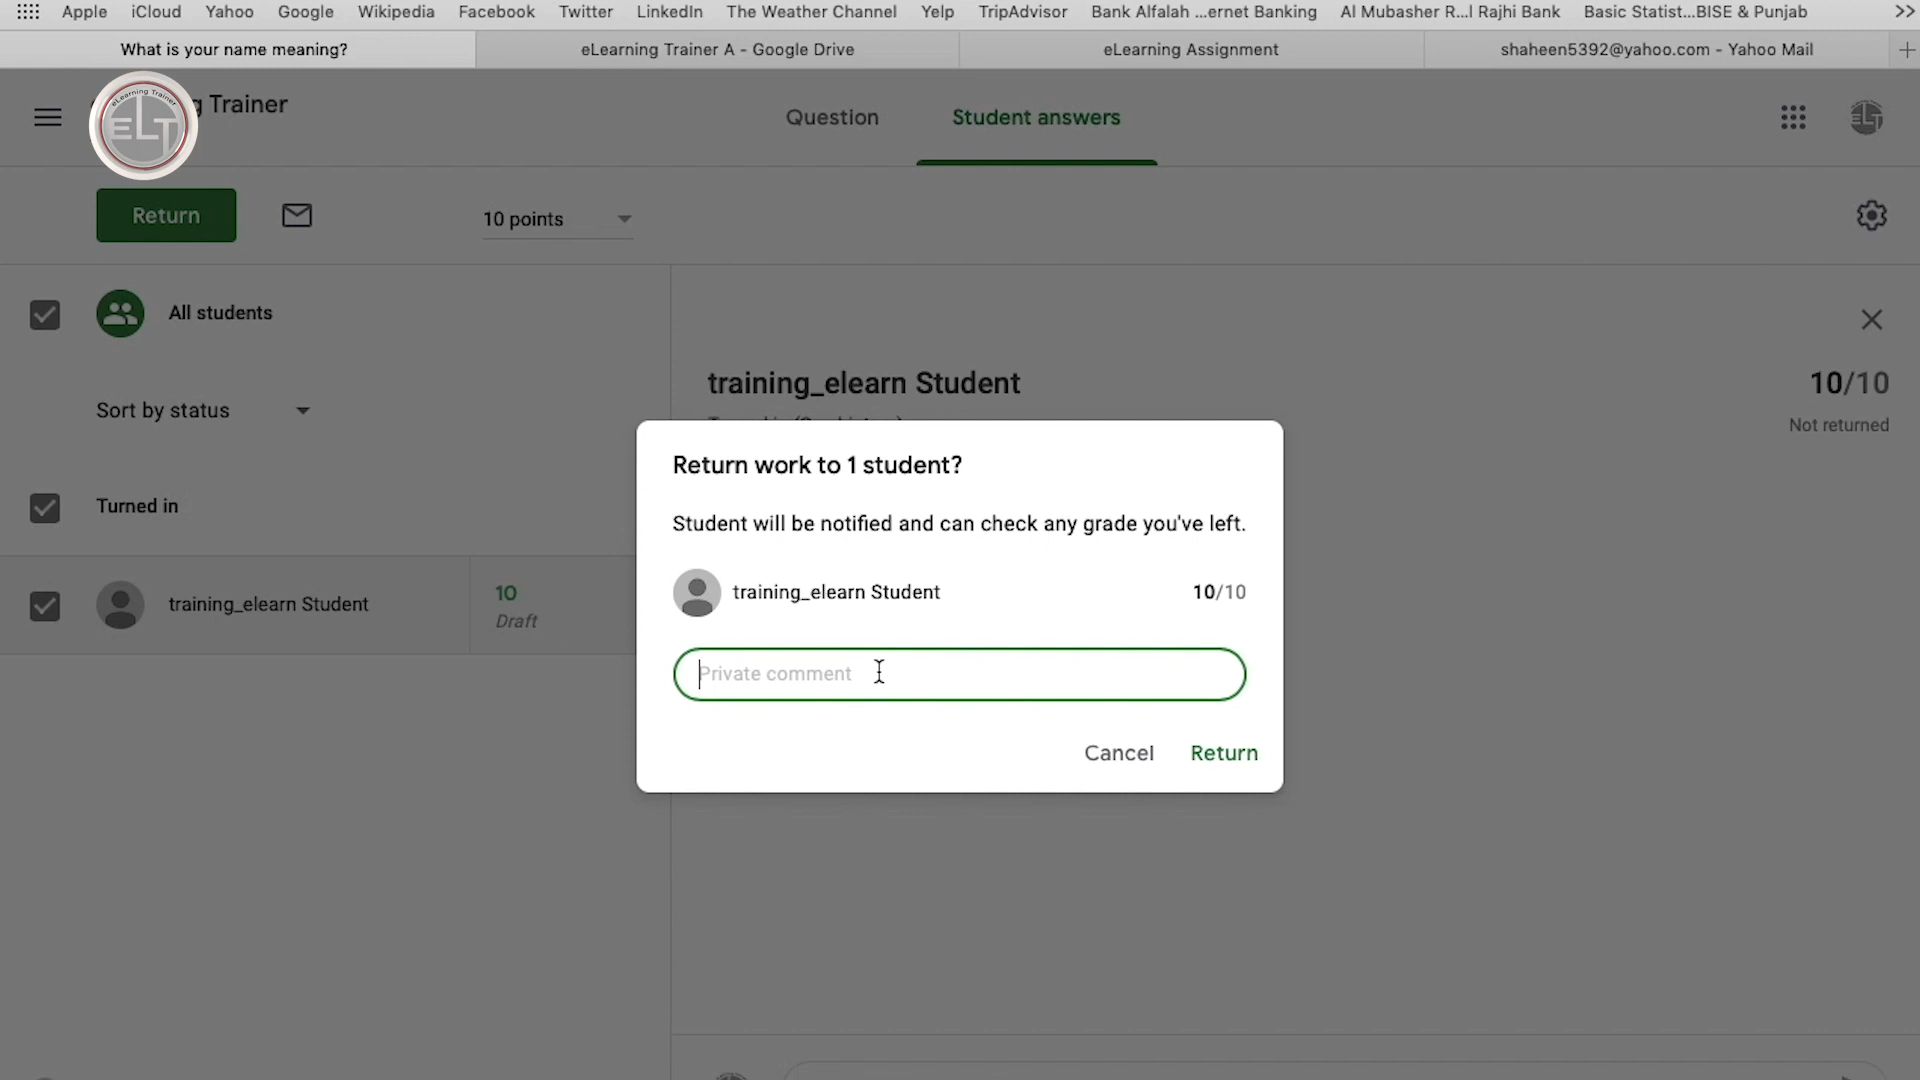 Apple iCloud Yahoo Google Wikipedia Facebook Twitter LinkedIn The Weather Channel Yelp TripAdvisor Bank Alfalah ...ernet Banking Al Mubasher R...l Rajhi Bank Basic Statist...BISE & Punjab
What is your name meaning? eLearning Trainer A - Google Drive eLearning Assignment shaheen5392@yahoo.com - Yahoo Mail
g Trainer
eLearning Trainer
ELT
Question Student answers
ELT
Return 10 points
All students
Sort by status
training_elearn Student 10/10
Not returned
Turned in
training_elearn Student 10
Draft
Return work to 1 student?
Student will be notified and can check any grade you've left.
training_elearn Student 10/10
Private comment
Cancel Return